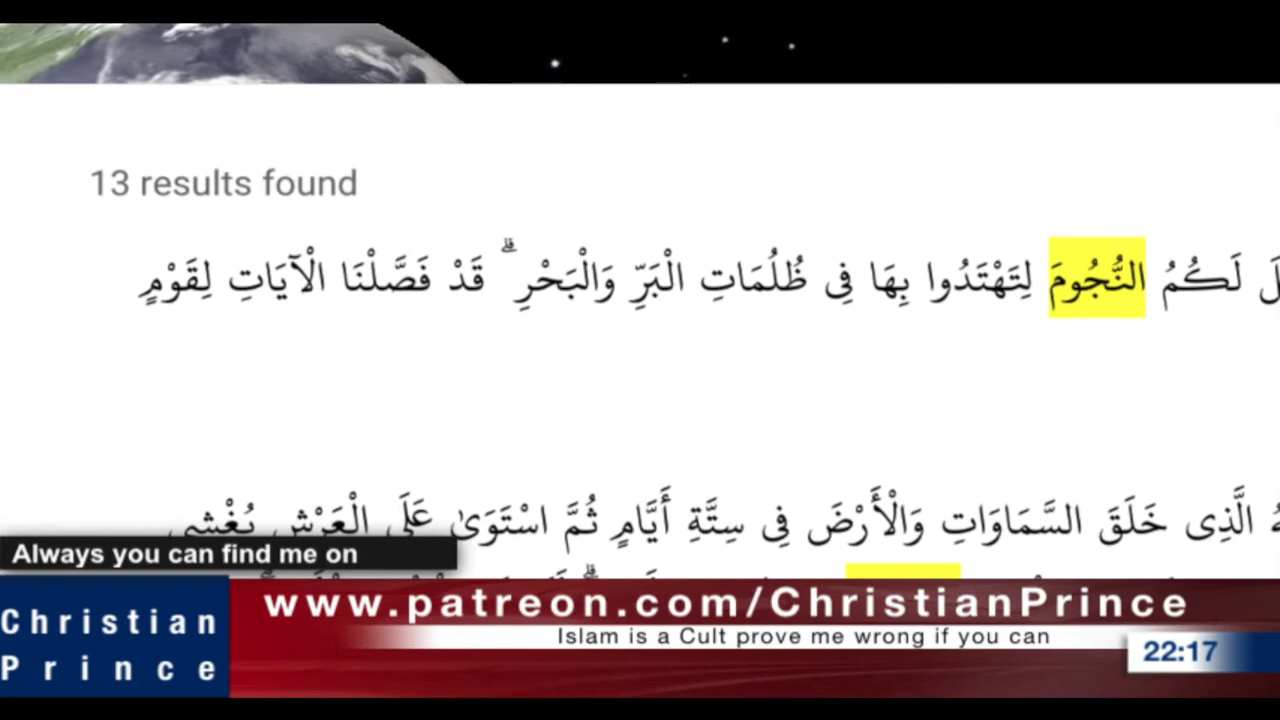 13 results found
لَ لَكُمُ النُّجُومَ لِتَهْتَدُوا بِهَا فِى ظُلُمَاتِ الْبَرِّ وَالْبَحْرِ ۗ قَدْ فَصَّلْنَا الْآيَاتِ لِقَوْمٍ
الَّذِى خَلَقَ السَّمَاوَاتِ وَالْأَرْضَ فِى سِتَّةِ أَيَّامٍ ثُمَّ اسْتَوَىٰ عَلَى الْعَرْشِ يُغْشِى
Always you can find me on
www.patreon.com/ChristianPrince
Islam is a Cult prove me wrong if you can
Christian
Prince
22:17